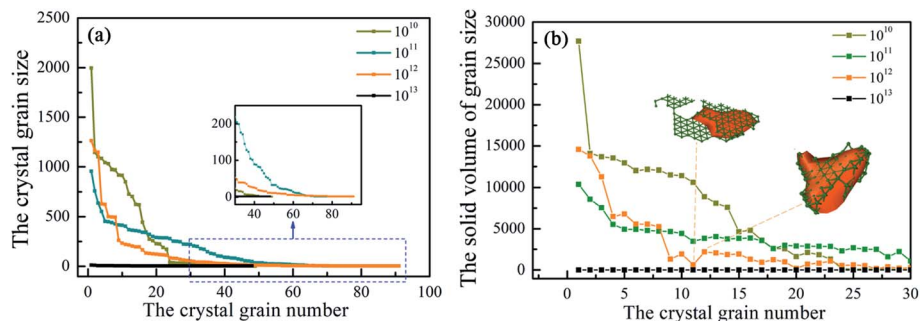 (a)
10^10
10^11
10^12
10^13
The crystal grain size
2500
2000
1500
1000
500
0
200
100
0
40 60 80
0 20 40 60 80 100
The crystal grain number
(b)
10^10
10^11
10^12
10^13
The solid volume of grain size
30000
25000
20000
15000
10000
5000
0
0 5 10 15 20 25 30
The crystal grain number